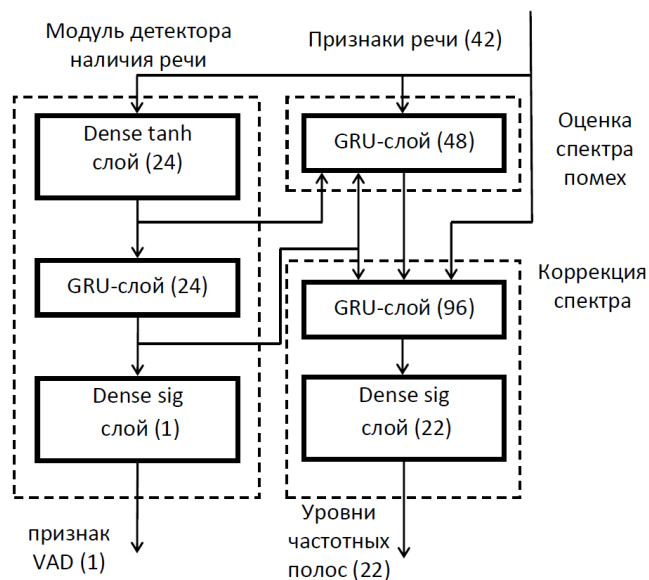 Модуль детектора
наличия речи
Признаки речи (42)
Dense tanh
слой (24)
GRU-слой (48)
Оценка
спектра
помех
GRU-слой (24)
GRU-слой (96)
Коррекция
спектра
Dense sig
слой (1)
Dense sig
слой (22)
признак
VAD (1)
Уровни
частотных
полос (22)